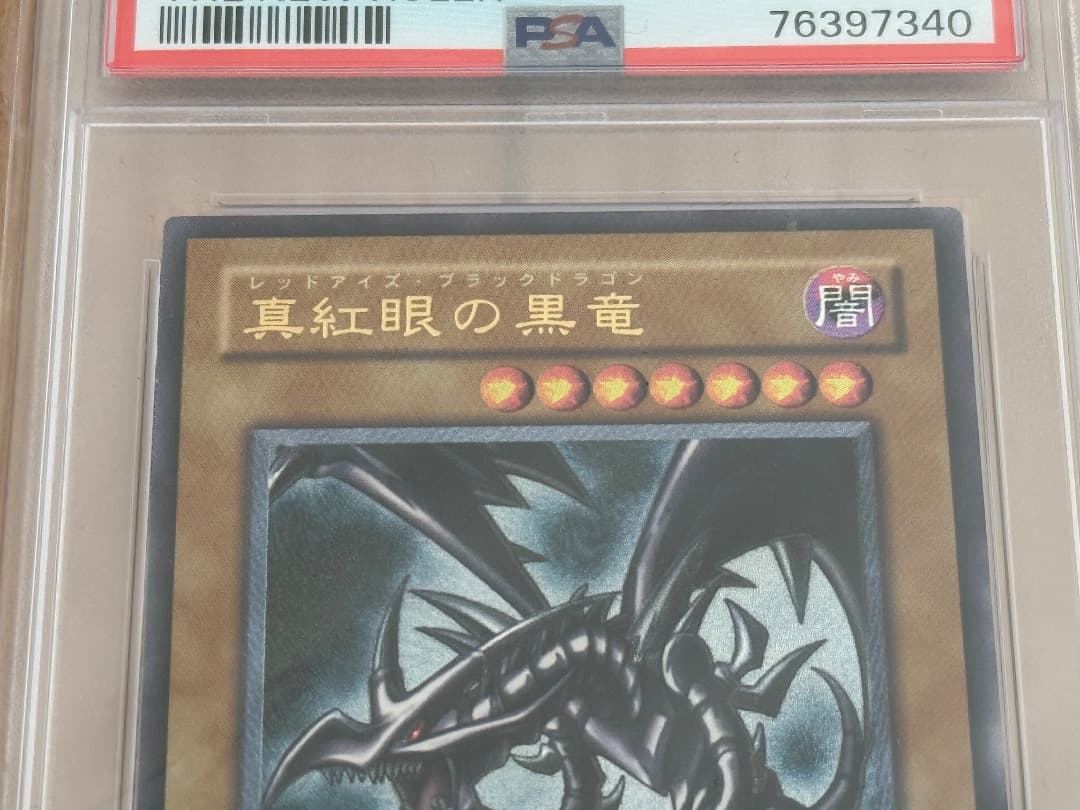 PSA
76397340
レッドアイズ・ブラックドラゴン
真紅眼の黒竜
やみ
闇